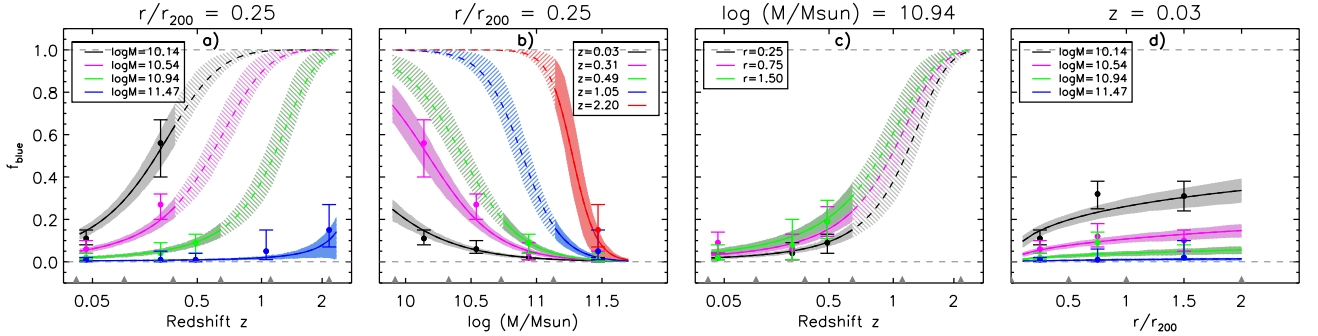 r/r200 = 0.25
r/r200 = 0.25
log (M/Msun) = 10.94
z = 0.03
a)
logM=10.14
logM=10.54
logM=10.94
logM=11.47
b)
z=0.03
z=0.31
z=0.49
z=1.05
z=2.20
c)
r=0.25
r=0.75
r=1.50
d)
logM=10.14
logM=10.54
logM=10.94
logM=11.47
1.0
0.8
0.6
0.4
0.2
0.0
fblue
0.05 0.5 1 2
10 10.5 11 11.5
0.05 0.5 1 2
0.5 1 1.5 2
Redshift z
log (M/Msun)
Redshift z
r/r200